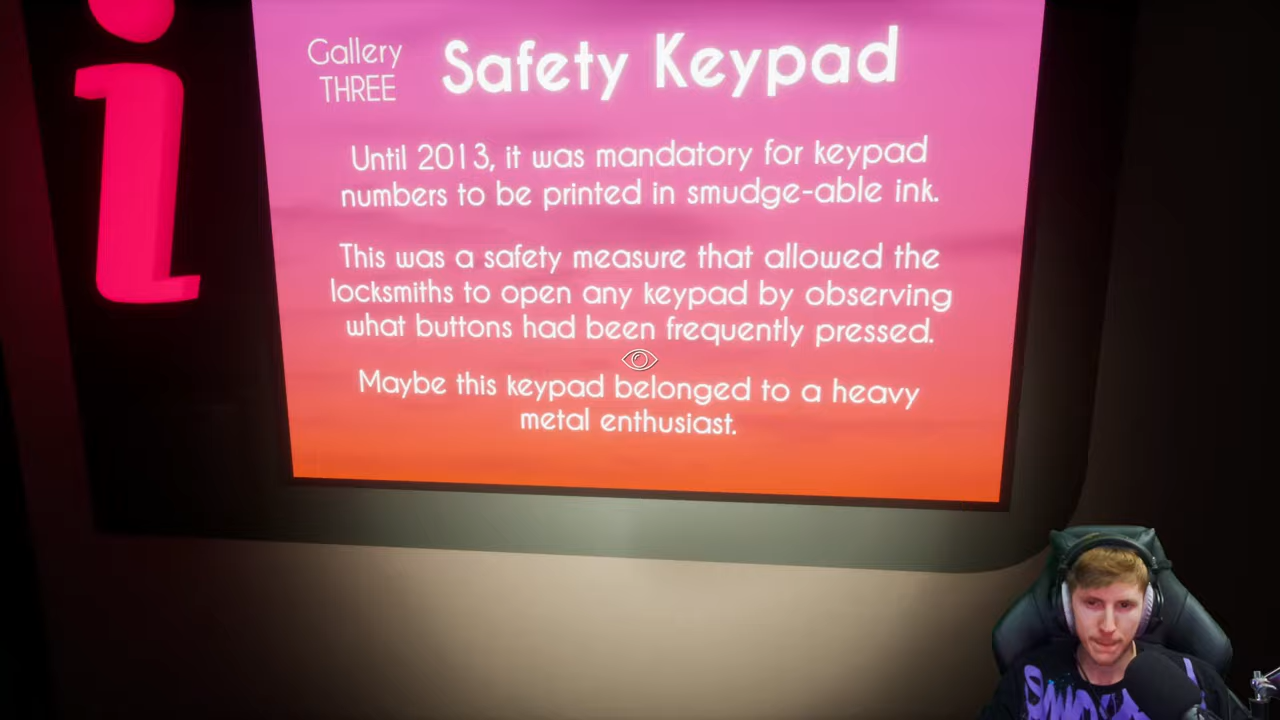 Gallery
THREE
Safety Keypad
Until 2013, it was mandatory for keypad
numbers to be printed in smudge-able ink.
This was a safety measure that allowed the
locksmiths to open any keypad by observing
what buttons had been frequently pressed.
Maybe this keypad belonged to a heavy
metal enthusiast.